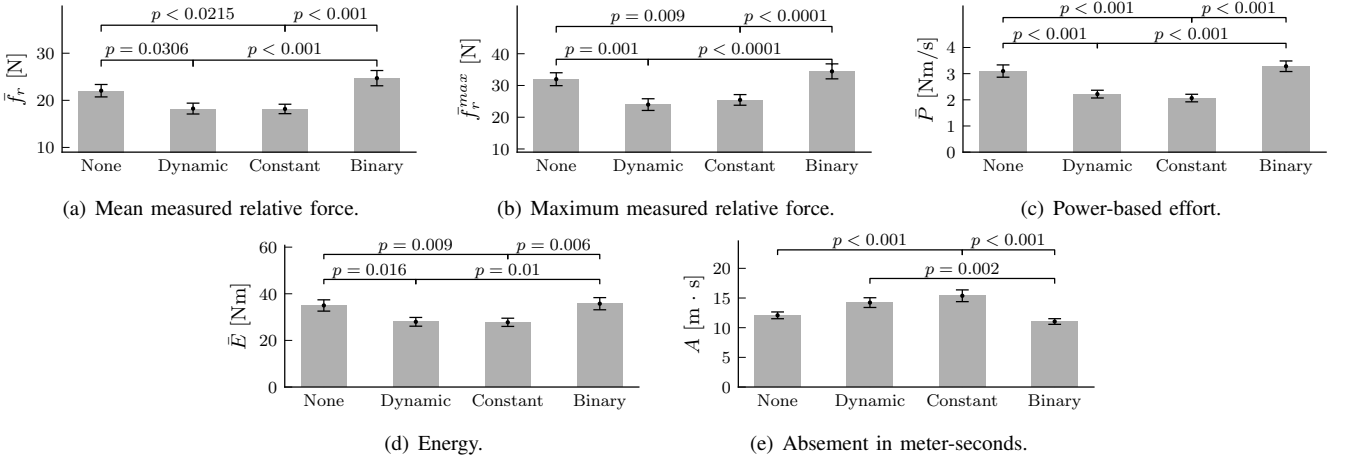 p < 0.0215 p < 0.001
p = 0.0306 p < 0.001
f̄_r [N]
30
20
10
None Dynamic Constant Binary
(a) Mean measured relative force.
p = 0.009 p < 0.0001
p = 0.001 p < 0.0001
f̄_r^{max} [N]
40
30
20
10
None Dynamic Constant Binary
(b) Maximum measured relative force.
p < 0.001 p < 0.001
p < 0.001 p < 0.001
P̄ [Nm/s]
4
3
2
1
0
None Dynamic Constant Binary
(c) Power-based effort.
p = 0.009 p = 0.006
p = 0.016 p = 0.01
Ē [Nm]
60
40
20
0
None Dynamic Constant Binary
(d) Energy.
p < 0.001 p < 0.001
p = 0.002
A [m · s]
20
15
10
5
0
None Dynamic Constant Binary
(e) Absement in meter-seconds.